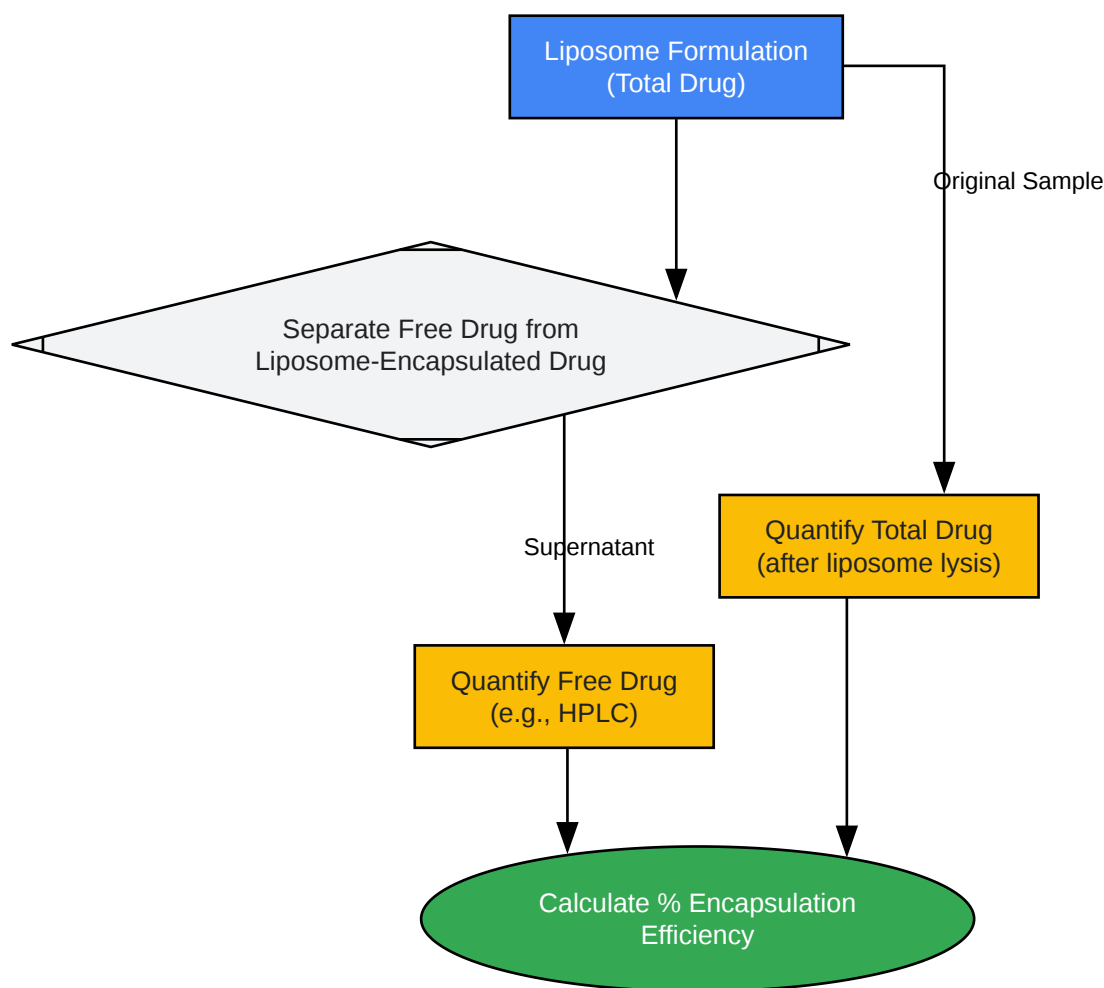 Liposome Formulation
(Total Drug)
Original Sample
Separate Free Drug from
Liposome-Encapsulated Drug
Quantify Total Drug
(after liposome lysis)
Supernatant
Quantify Free Drug
(e.g., HPLC)
Calculate % Encapsulation
Efficiency